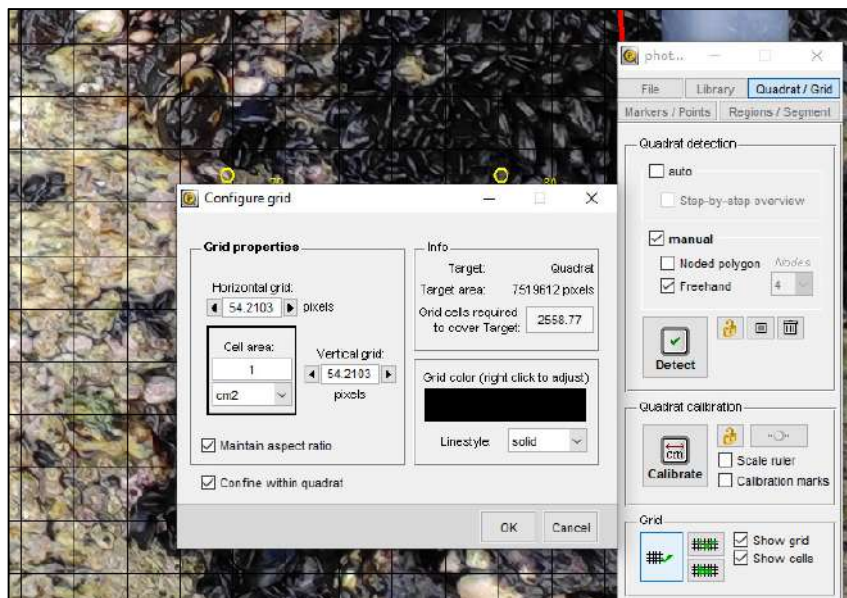 phot...
File Library Quadrat / Grid
Markers / Points Regions / Segment
Quadrat detection
auto
Step-by-step overview
manual
Noded polygon Nodes
Freehand 4
Detect
Quadrat calibration
cm
Calibrate
Scale ruler
Calibration marks
Grid
Show grid
Show cells
Configure grid
Grid properties
Horizontal grid:
54.2103 pixels
Cell area:
1
cm2
Vertical grid:
54.2103
pixels
Maintain aspect ratio
Confine within quadrat
Info
Target: Quadrat
Target area: 7519612 pixels
Grid cells required
to cover Target: 2558.77
Grid color (right click to adjust)
Linestyle: solid
OK Cancel